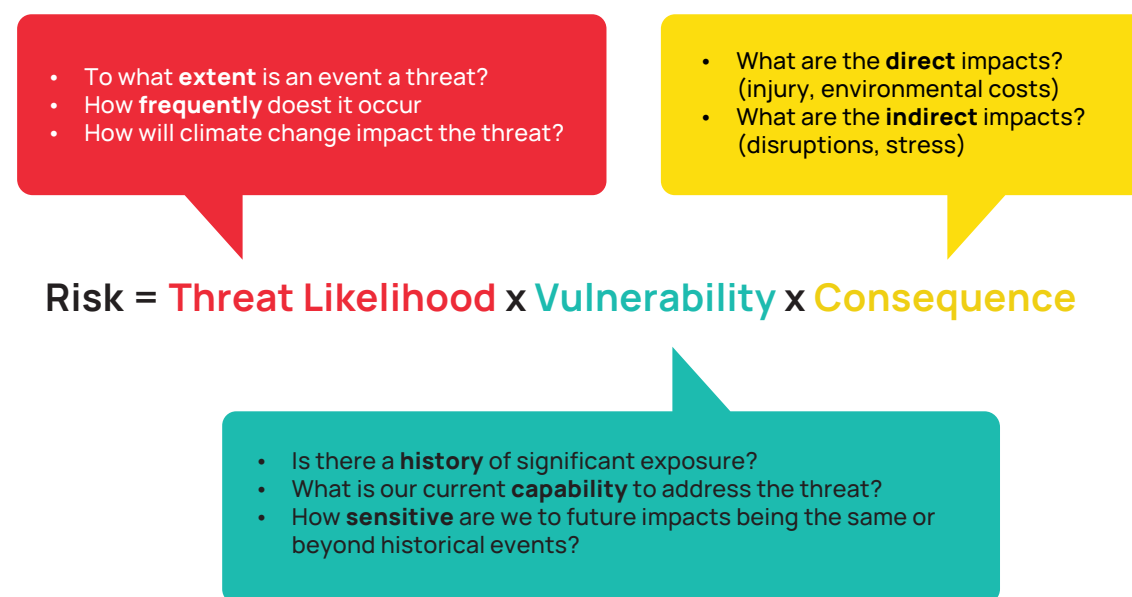 • To what extent is an event a threat?
• How frequently doest it occur
• How will climate change impact the threat?
• What are the direct impacts?
(injury, environmental costs)
• What are the indirect impacts?
(disruptions, stress)
Risk = Threat Likelihood x Vulnerability x Consequence
• Is there a history of significant exposure?
• What is our current capability to address the threat?
• How sensitive are we to future impacts being the same or
beyond historical events?